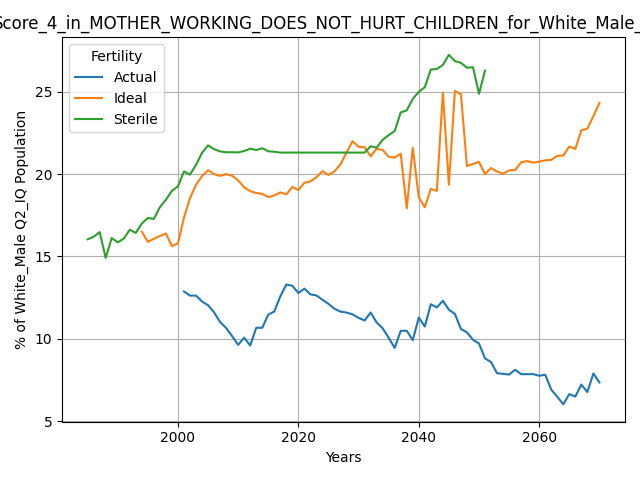 Score_4_in_MOTHER_WORKING_DOES_NOT_HURT_CHILDREN_for_White_Male_
Fertility
Actual
Ideal
Sterile
% of White_Male Q2_IQ Population
25
20
15
10
5
2000
2020
2040
2060
Years